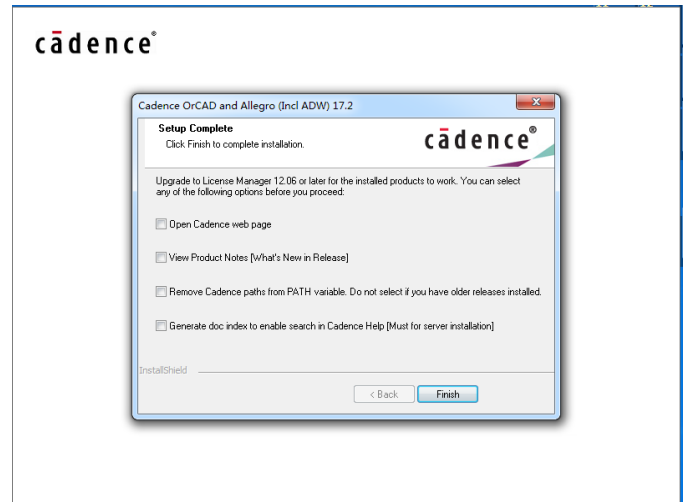 cādence®
Cadence OrCAD and Allegro (Incl ADW) 17.2
Setup Complete
Click Finish to complete installation.
cādence®
Upgrade to License Manager 12.06 or later for the installed products to work. You can select
any of the following options before you proceed:
Open Cadence web page
View Product Notes [What's New in Release]
Remove Cadence paths from PATH variable. Do not select if you have older releases installed.
Generate doc index to enable search in Cadence Help [Must for server installation]
InstallShield
< Back
Finish